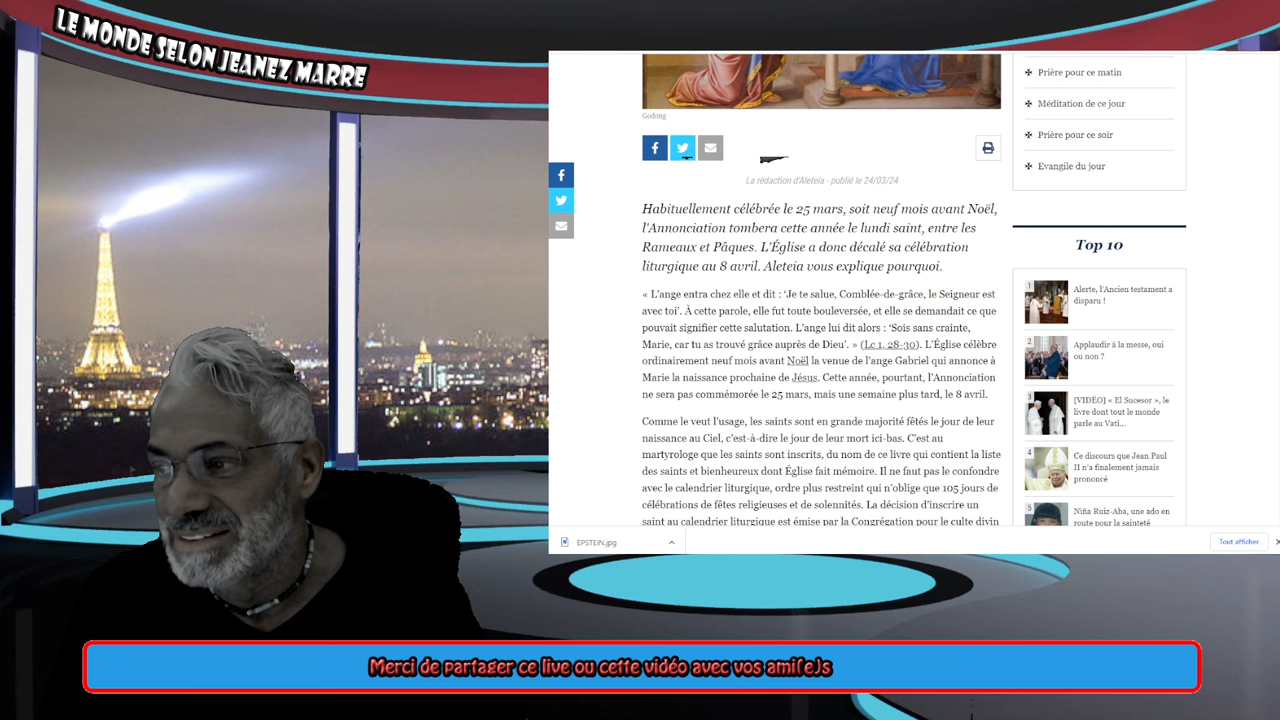 LE MONDE SELON JEANEZ MARRE
Godong
La rédaction d'Aleteia - publié le 24/03/24
Habituellement célébrée le 25 mars, soit neuf mois avant Noël,
l'Annonciation tombera cette année le lundi saint, entre les
Rameaux et Pâques. L'Église a donc décalé sa célébration
liturgique au 8 avril. Aleteia vous explique pourquoi.
« L'ange entra chez elle et dit : 'Je te salue, Comblée-de-grâce, le Seigneur est
avec toi'. À cette parole, elle fut toute bouleversée, et elle se demandait ce que
pouvait signifier cette salutation. L'ange lui dit alors : 'Sois sans crainte,
Marie, car tu as trouvé grâce auprès de Dieu'. » (Lc 1, 28-30). L'Église célèbre
ordinairement neuf mois avant Noël la venue de l'ange Gabriel qui annonce à
Marie la naissance prochaine de Jésus. Cette année, pourtant, l'Annonciation
ne sera pas commémorée le 25 mars, mais une semaine plus tard, le 8 avril.
Comme le veut l'usage, les saints sont en grande majorité fêtés le jour de leur
naissance au Ciel, c'est-à-dire le jour de leur mort ici-bas. C'est au
martyrologe que les saints sont inscrits, du nom de ce livre qui contient la liste
des saints et bienheureux dont Église fait mémoire. Il ne faut pas le confondre
avec le calendrier liturgique, ordre plus restreint qui n'oblige que 105 jours de
célébrations de fêtes religieuses et de solennités. La décision d'inscrire un
saint au calendrier liturgique est émise par la Congrégation pour le culte divin
Prière pour ce matin
Méditation de ce jour
Prière pour ce soir
Evangile du jour
Top 10
1
Alerte, l'Ancien testament a
disparu !
2
Applaudir à la messe, oui
ou non ?
3
[VIDÉO] « El Sucesor », le
livre dont tout le monde
parle au Vati...
4
Ce discours que Jean Paul
II n'a finalement jamais
prononcé
5
Niña Ruiz-Aba, une ado en
route pour la sainteté
EPSTEIN.jpg
Tout afficher
Merci de partager ce live ou cette vidéo avec vos ami(e)s